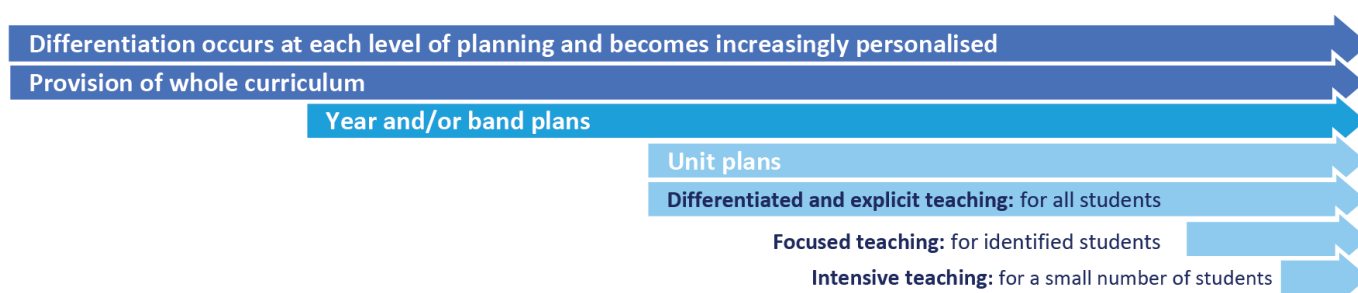 Differentiation occurs at each level of planning and becomes increasingly personalised
Provision of whole curriculum
Year and/or band plans
Unit plans
Differentiated and explicit teaching: for all students
Focused teaching: for identified students
Intensive teaching: for a small number of students